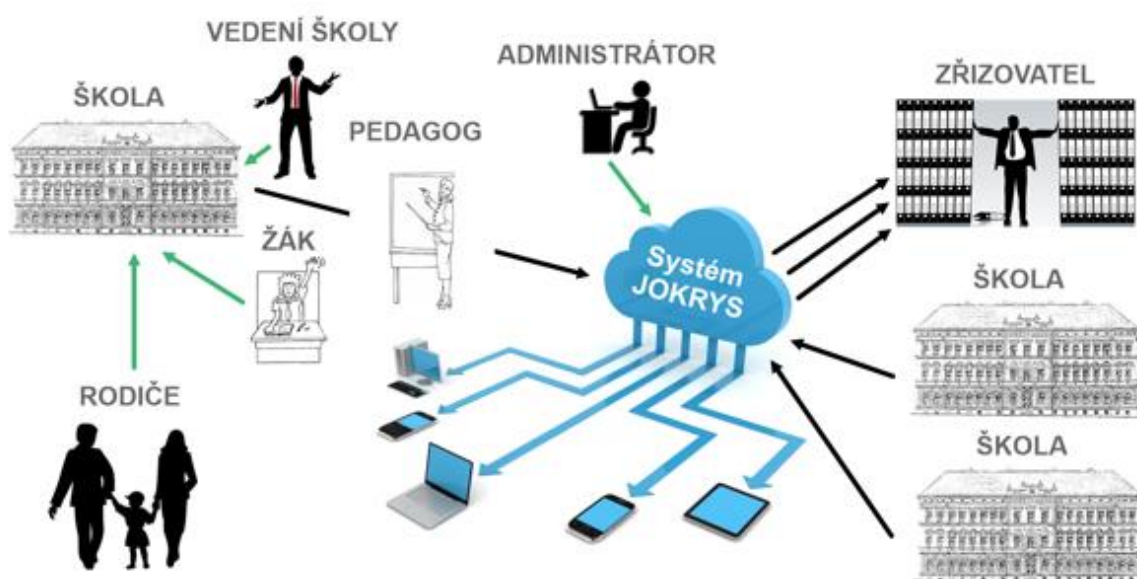 VEDENÍ ŠKOLY
ADMINISTRÁTOR
ZŘIZOVATEL
ŠKOLA
PEDAGOG
ŽÁK
Systém
JOKRYS
ŠKOLA
RODIČE
ŠKOLA